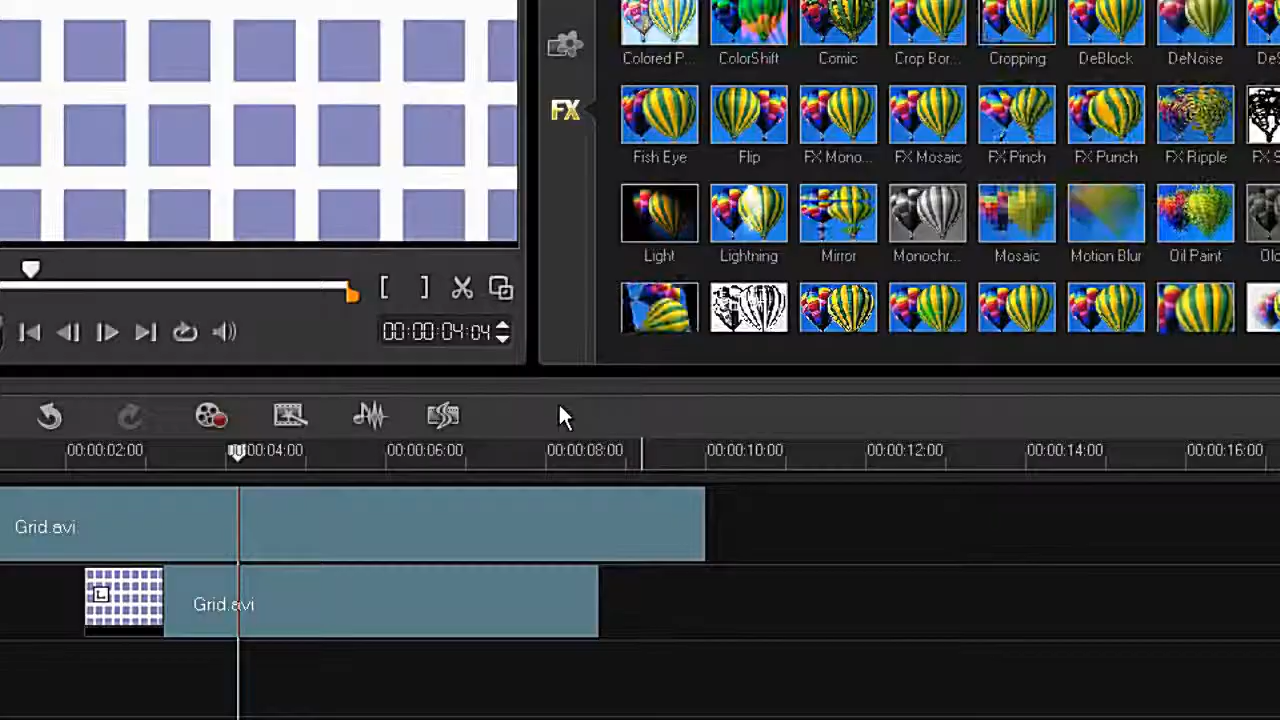 Colored P... ColorShift Comic Crop Bor... Cropping DeBlock DeNoise
FX
Fish Eye Flip FX Mono... FX Mosaic FX Pinch FX Punch FX Ripple FX S
Light Lightning Mirror Monochr... Mosaic Motion Blur Oil Paint
[ ]
00:00:04:04
00:00:02:00 00:00:04:00 00:00:06:00 00:00:08:00 00:00:10:00 00:00:12:00 00:00:14:00 00:00:16:00
Grid.avi
L
Grid.avi